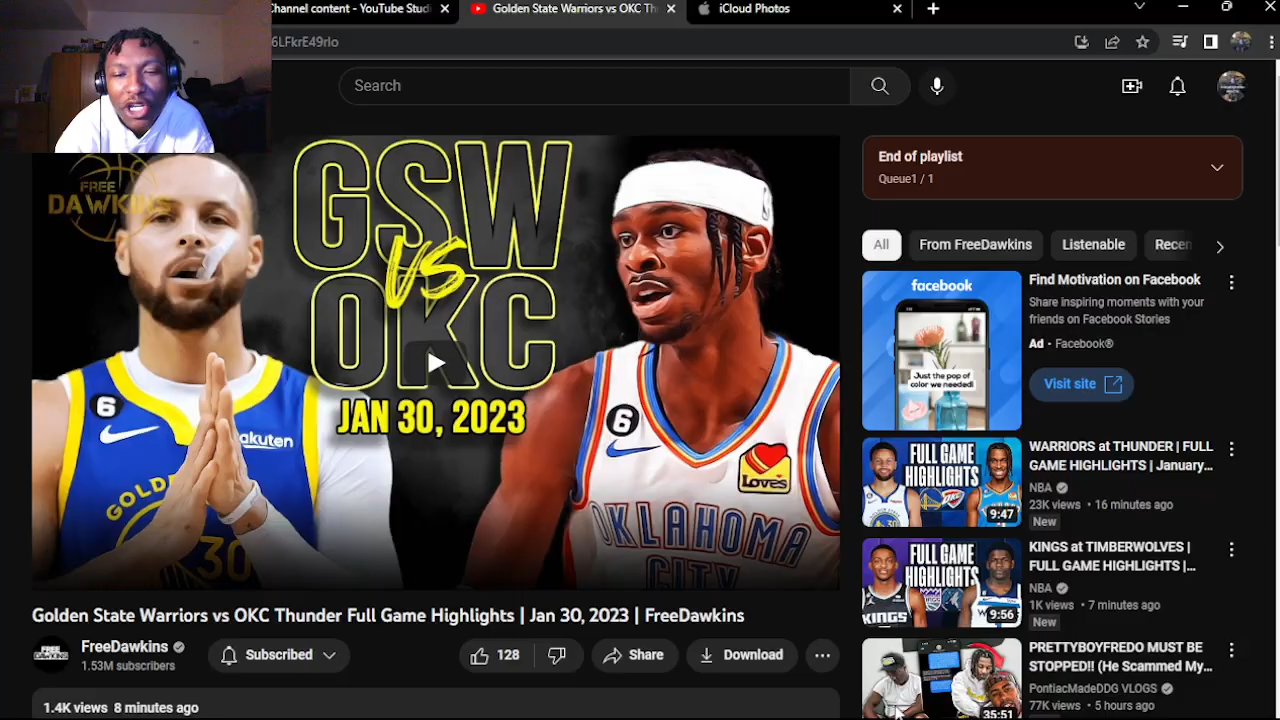 Channel content - YouTube Studi
Golden State Warriors vs OKC Th
iCloud Photos
6LFkrE49rlo
Search
FREE
DAWKINS
GSW
VS
OKC
JAN 30, 2023
6
Rakuten
GOLDEN
30
6
Loves
OKLAHOMA
CITY
Golden State Warriors vs OKC Thunder Full Game Highlights | Jan 30, 2023 | FreeDawkins
FREE
DAWKINS
FreeDawkins
1.53M subscribers
Subscribed
128
Share
Download
1.4K views 8 minutes ago
End of playlist
Queue1 / 1
All
From FreeDawkins
Listenable
Recen
facebook
Just the pop of
color we needed!
Find Motivation on Facebook
Share inspiring moments with your
friends on Facebook Stories
Ad • Facebook®
Visit site
FULL GAME
HIGHLIGHTS
9:47
WARRIORS at THUNDER | FULL
GAME HIGHLIGHTS | January...
NBA
23K views • 16 minutes ago
New
FULL GAME
HIGHLIGHTS
KINGS
9:56
KINGS at TIMBERWOLVES |
FULL GAME HIGHLIGHTS |...
NBA
1K views • 7 minutes ago
New
35:51
PRETTYBOYFREDO MUST BE
STOPPED!! (He Scammed My...
PontiacMadeDDG VLOGS
77K views • 5 hours ago